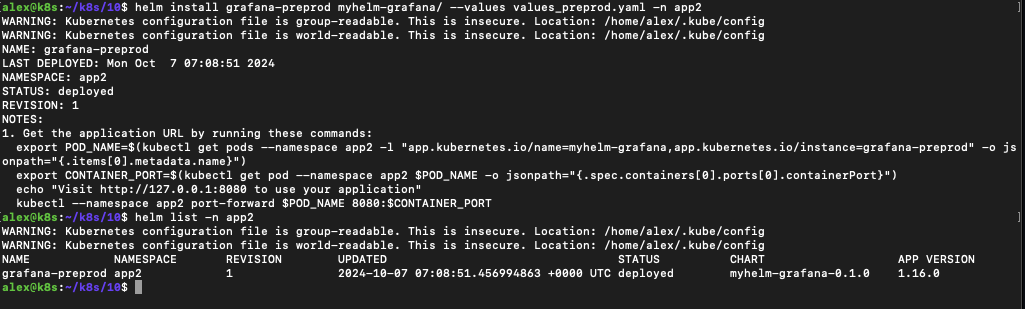 [alex@k8s:~/k8s/10$ helm install grafana-preprod myhelm-grafana/ --values values_preprod.yaml -n app2 ]
WARNING: Kubernetes configuration file is group-readable. This is insecure. Location: /home/alex/.kube/config
WARNING: Kubernetes configuration file is world-readable. This is insecure. Location: /home/alex/.kube/config
NAME: grafana-preprod
LAST DEPLOYED: Mon Oct  7 07:08:51 2024
NAMESPACE: app2
STATUS: deployed
REVISION: 1
NOTES:
1. Get the application URL by running these commands:
  export POD_NAME=$(kubectl get pods --namespace app2 -l "app.kubernetes.io/name=myhelm-grafana,app.kubernetes.io/instance=grafana-preprod" -o js
onpath="{.items[0].metadata.name}")
  export CONTAINER_PORT=$(kubectl get pod --namespace app2 $POD_NAME -o jsonpath="{.spec.containers[0].ports[0].containerPort}")
  echo "Visit http://127.0.0.1:8080 to use your application"
  kubectl --namespace app2 port-forward $POD_NAME 8080:$CONTAINER_PORT
[alex@k8s:~/k8s/10$ helm list -n app2 ]
WARNING: Kubernetes configuration file is group-readable. This is insecure. Location: /home/alex/.kube/config
WARNING: Kubernetes configuration file is world-readable. This is insecure. Location: /home/alex/.kube/config
NAME            NAMESPACE       REVISION        UPDATED                                 STATUS          CHART                   APP VERSION
grafana-preprod app2            1               2024-10-07 07:08:51.456994863 +0000 UTC deployed        myhelm-grafana-0.1.0    1.16.0
alex@k8s:~/k8s/10$